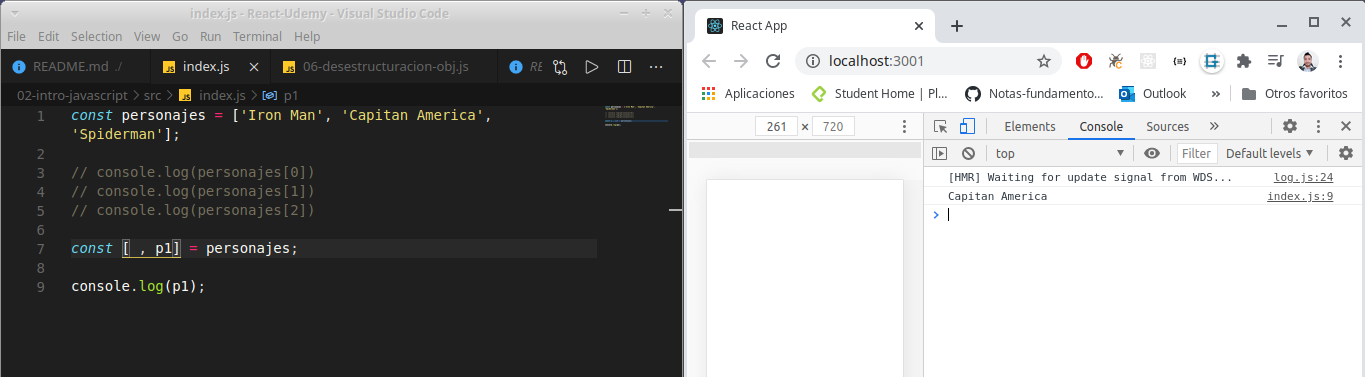 index.js - React-Udemy - Visual Studio Code
File Edit Selection View Go Run Terminal Help
README.md ./ index.js 06-desestructuracion-obj.js RE
02-intro-javascript > src > index.js > p1
1 const personajes = ['Iron Man', 'Capitan America',
'Spiderman'];
2
3 // console.log(personajes[0])
4 // console.log(personajes[1])
5 // console.log(personajes[2])
6
7 const [ , p1] = personajes;
8
9 console.log(p1);
React App
localhost:3001
Aplicaciones Student Home | Pl... Notas-fundamento... Outlook » Otros favoritos
261 × 720 Elements Console Sources »
top Filter Default levels
[HMR] Waiting for update signal from WDS... log.js:24
Capitan America index.js:9